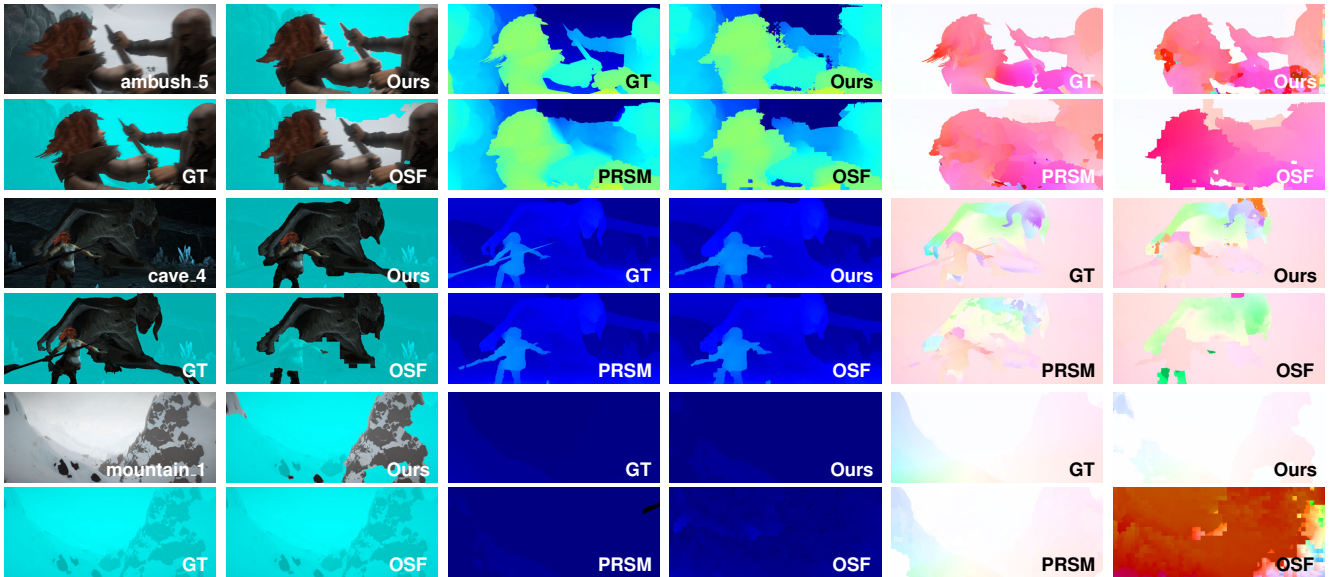 ambush_5 Ours GT Ours GT Ours
GT OSF PRSM OSF PRSM OSF
cave_4 Ours GT Ours GT Ours
GT OSF PRSM OSF PRSM OSF
mountain_1 Ours GT Ours GT Ours
GT OSF PRSM OSF PRSM OSF